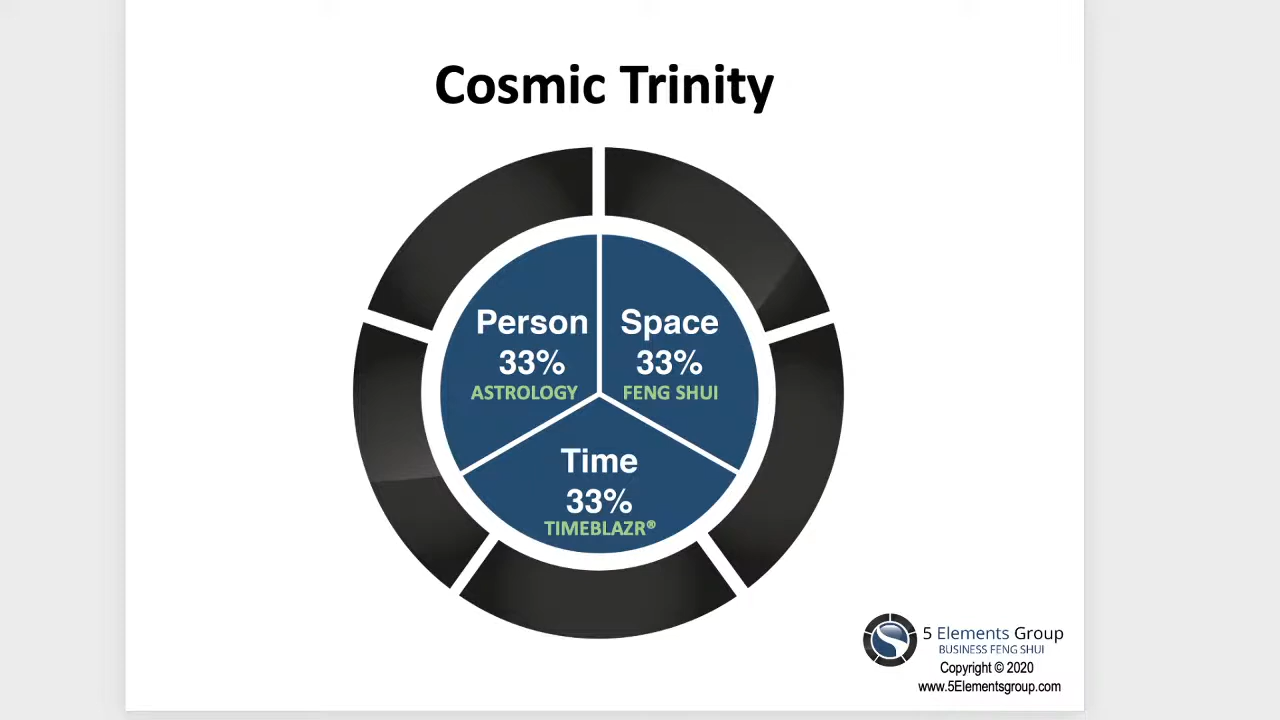 Cosmic Trinity
Person
33%
ASTROLOGY
Space
33%
FENG SHUI
Time
33%
TIMEBLAZR®
5 Elements Group
BUSINESS FENG SHUI
Copyright © 2020
www.5Elementsgroup.com